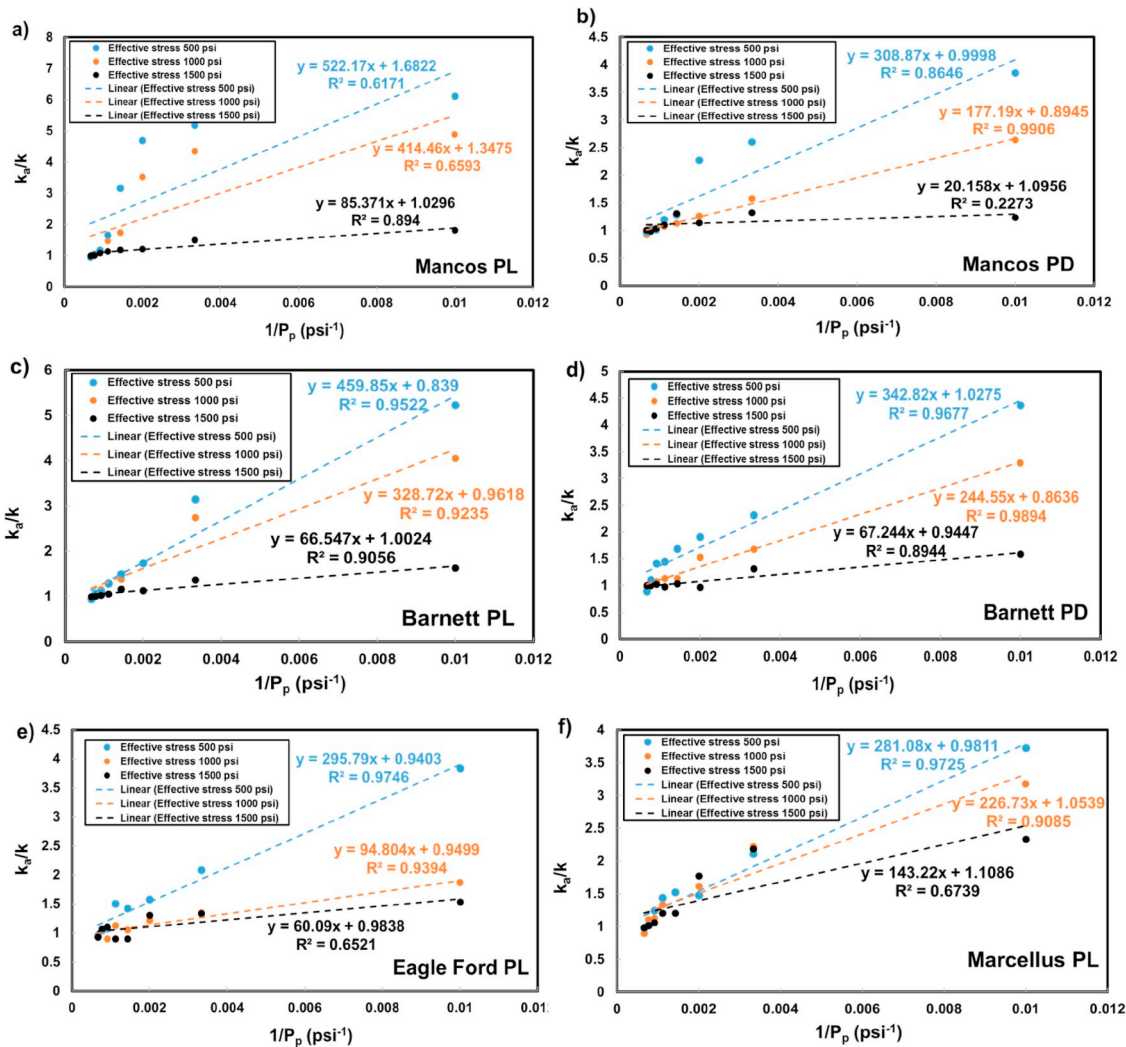 a)
8
7
6
5
4
3
2
1
0
kₐ/k
Effective stress 500 psi
Effective stress 1000 psi
Effective stress 1500 psi
Linear (Effective stress 500 psi)
Linear (Effective stress 1000 psi)
Linear (Effective stress 1500 psi)
y = 522.17x + 1.6822
R² = 0.6171
y = 414.46x + 1.3475
R² = 0.6593
y = 85.371x + 1.0296
R² = 0.894
Mancos PL
0 0.002 0.004 0.006 0.008 0.01 0.012
1/Pₚ (psi⁻¹)
b)
4.5
4
3.5
3
2.5
2
1.5
1
0.5
0
kₐ/k
Effective stress 500 psi
Effective stress 1000 psi
Effective stress 1500 psi
Linear (Effective stress 500 psi)
Linear (Effective stress 1000 psi)
Linear (Effective stress 1500 psi)
y = 308.87x + 0.9998
R² = 0.8646
y = 177.19x + 0.8945
R² = 0.9906
y = 20.158x + 1.0956
R² = 0.2273
Mancos PD
0 0.002 0.004 0.006 0.008 0.01 0.012
1/Pₚ (psi⁻¹)
c)
6
5
4
3
2
1
0
kₐ/k
Effective stress 500 psi
Effective stress 1000 psi
Effective stress 1500 psi
Linear (Effective stress 500 psi)
Linear (Effective stress 1000 psi)
Linear (Effective stress 1500 psi)
y = 459.85x + 0.839
R² = 0.9522
y = 328.72x + 0.9618
R² = 0.9235
y = 66.547x + 1.0024
R² = 0.9056
Barnett PL
0 0.002 0.004 0.006 0.008 0.01 0.012
1/Pₚ (psi⁻¹)
d)
5
4.5
4
3.5
3
2.5
2
1.5
1
0.5
0
kₐ/k
Effective stress 500 psi
Effective stress 1000 psi
Effective stress 1500 psi
Linear (Effective stress 500 psi)
Linear (Effective stress 1000 psi)
Linear (Effective stress 1500 psi)
y = 342.82x + 1.0275
R² = 0.9677
y = 244.55x + 0.8636
R² = 0.9894
y = 67.244x + 0.9447
R² = 0.8944
Barnett PD
0 0.002 0.004 0.006 0.008 0.01 0.012
1/Pₚ (psi⁻¹)
e)
4.5
4
3.5
3
2.5
2
1.5
1
0.5
0
kₐ/k
Effective stress 500 psi
Effective stress 1000 psi
Effective stress 1500 psi
Linear (Effective stress 500 psi)
Linear (Effective stress 1000 psi)
Linear (Effective stress 1500 psi)
y = 295.79x + 0.9403
R² = 0.9746
y = 94.804x + 0.9499
R² = 0.9394
y = 60.09x + 0.9838
R² = 0.6521
Eagle Ford PL
0 0.002 0.004 0.006 0.008 0.01
1/Pₚ (psi⁻¹)
f)
4
3.5
3
2.5
2
1.5
1
0.5
0
kₐ/k
Effective stress 500 psi
Effective stress 1000 psi
Effective stress 1500 psi
Linear (Effective stress 500 psi)
Linear (Effective stress 1000 psi)
Linear (Effective stress 1500 psi)
y = 281.08x + 0.9811
R² = 0.9725
y = 226.73x + 1.0539
R² = 0.9085
y = 143.22x + 1.1086
R² = 0.6739
Marcellus PL
0 0.002 0.004 0.006 0.008 0.01 0.012
1/Pₚ (psi⁻¹)